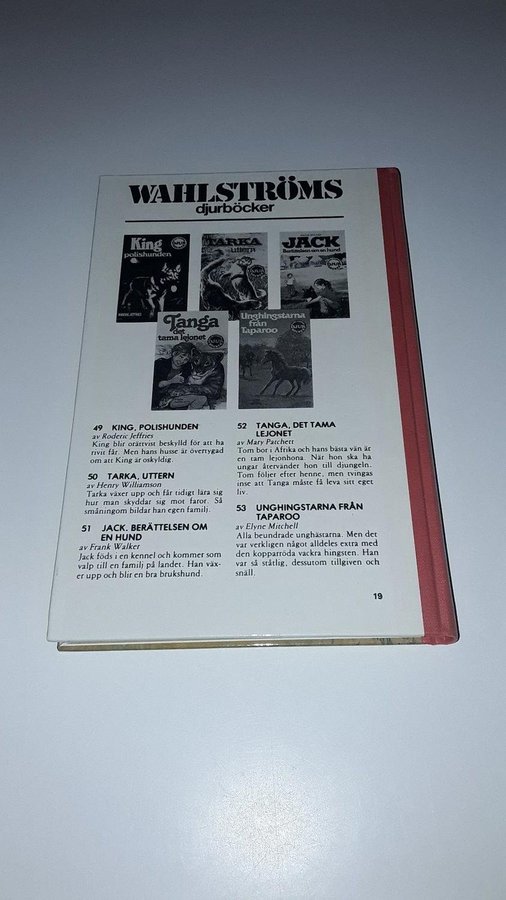 WAHLSTRÖMS
djurböcker
King
polishunden
TARKA
uttern
JACK
Berättelsen om en hund
Tanga
det
tama lejonet
Unghingstarna
från
Taparoo
49 KING, POLISHUNDEN
av Roderic Jeffries
King blir orättvist beskylld för att ha
rivit får. Men hans husse är övertygad
om att King är oskyldig.
50 TARKA, UTTERN
av Henry Williamson
Tarka växer upp och får tidigt lära sig
hur man skyddar sig mot faror. Så
småningom bildar han egen familj.
51 JACK. BERÄTTELSEN OM
EN HUND
av Frank Walker
Jack föds i en kennel och kommer som
valp till en familj på landet. Han väx-
er upp och blir en bra brukshund.
52 TANGA, DET TAMA
LEJONET
av Mary Patchett
Tom bor i Afrika och hans bästa vän är
en tam lejonhona. När hon ska ha
ungar återvänder hon till djungeln.
Tom följer efter henne, men tvingas
inse att Tanga måste få leva sitt eget
liv.
53 UNGHINGSTARNA FRÅN
TAPAROO
av Elyne Mitchell
Alla beundrade unghästarna. Men det
var verkligen något alldeles extra med
den kopparröda vackra hingsten. Han
var så ståtlig, dessutom tillgiven och
snäll.
19